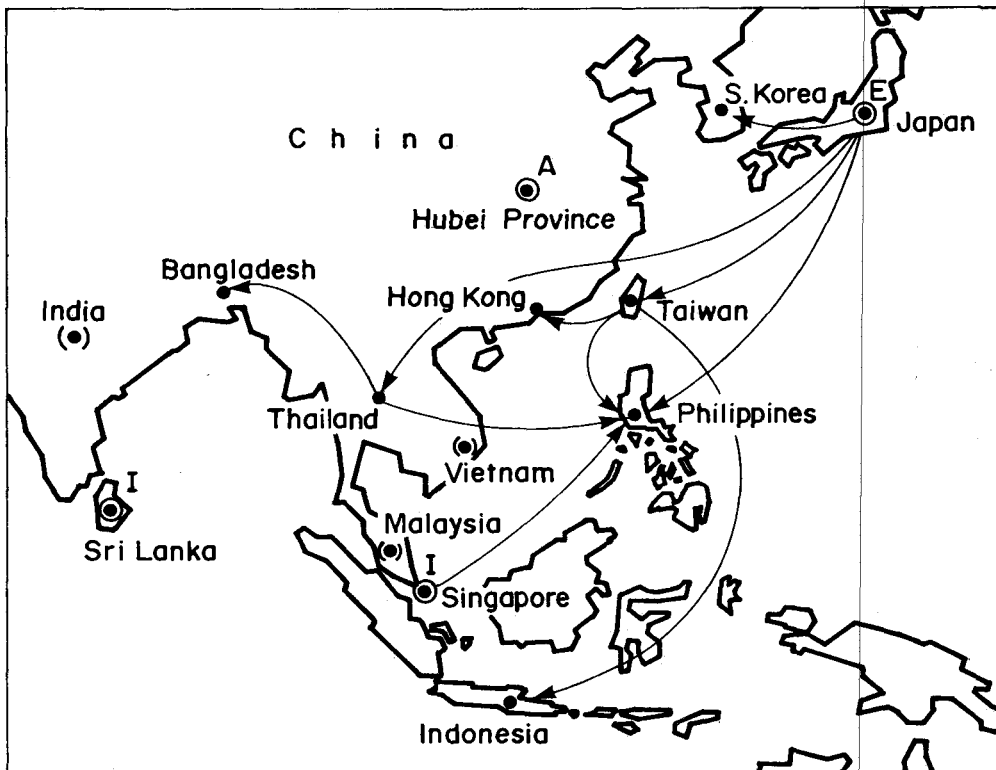 S. Korea
E
Japan
China
A
Hubei Province
Bangladesh
India
Hong Kong
Taiwan
Thailand
Philippines
Vietnam
I
Sri Lanka
Malaysia
I
Singapore
Indonesia